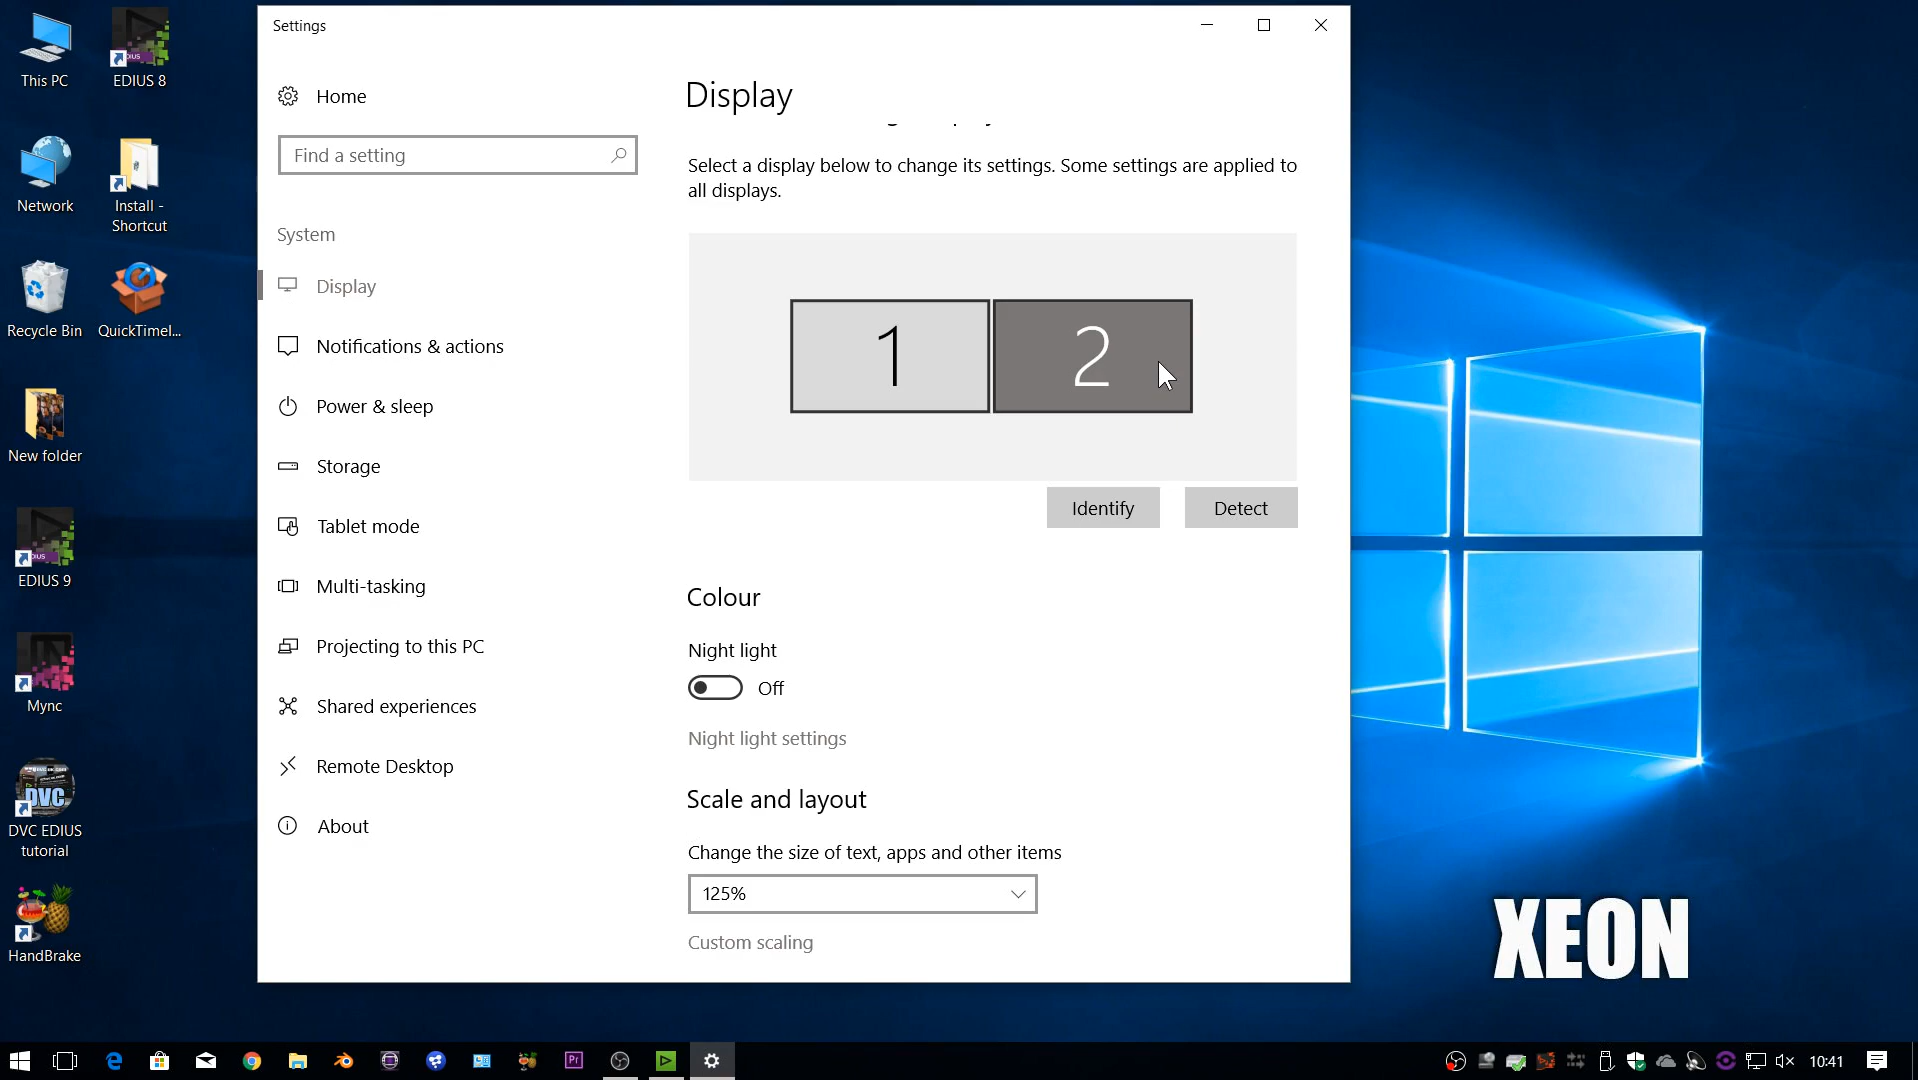 This PC
EDIUS 8
Network
Install -
Shortcut
Recycle Bin
QuickTimeI...
New folder
EDIUS 9
Mync
DVC
DVC EDIUS
tutorial
HandBrake
Settings
Home
Find a setting
System
Display
Notifications & actions
Power & sleep
Storage
Tablet mode
Multi-tasking
Projecting to this PC
Shared experiences
Remote Desktop
About
Display
Select a display below to change its settings. Some settings are applied to
all displays.
1
2
Identify
Detect
Colour
Night light
Off
Night light settings
Scale and layout
Change the size of text, apps and other items
125%
Custom scaling
XEON
Pr
10:41